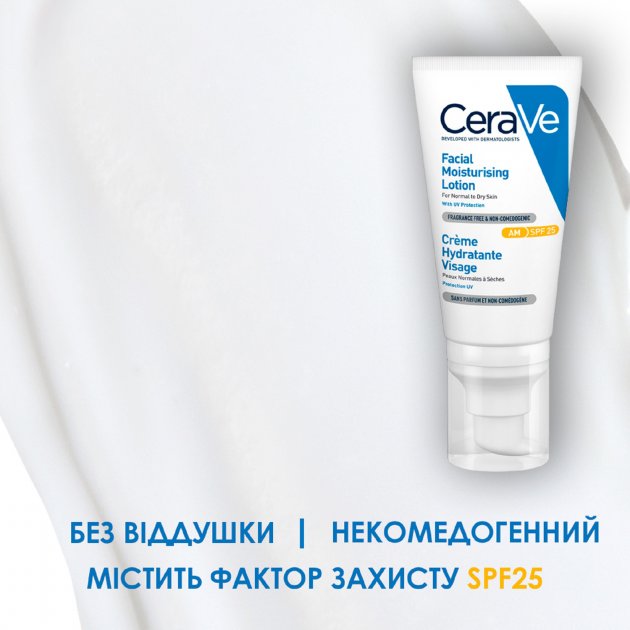 CeraVe
DEVELOPED WITH DERMATOLOGISTS
Facial
Moisturising
Lotion
For Normal to Dry Skin
With UV Protection
FRAGRANCE FREE & NON-COMEDOGENIC
AM SPF 25
Crème
Hydratante
Visage
Peaux Normales à Sèches
Protection UV
SANS PARFUM ET NON-COMÉDOGÈNE
БЕЗ ВІДДУШКИ | НЕКОМЕДОГЕННИЙ
МІСТИТЬ ФАКТОР ЗАХИСТУ SPF25